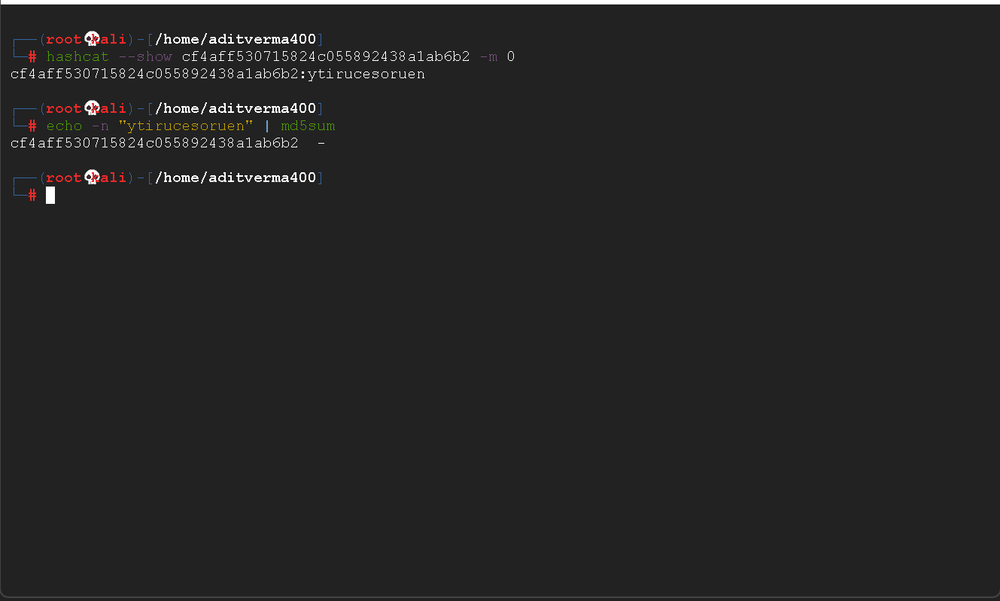 ┌──(root💀kali)-[/home/aditverma400]
└─# hashcat --show cf4aff530715824c055892438a1ab6b2 -m 0
cf4aff530715824c055892438a1ab6b2:ytirucesoruen
┌──(root💀kali)-[/home/aditverma400]
└─# echo -n "ytirucesoruen" | md5sum
cf4aff530715824c055892438a1ab6b2  -
┌──(root💀kali)-[/home/aditverma400]
└─#